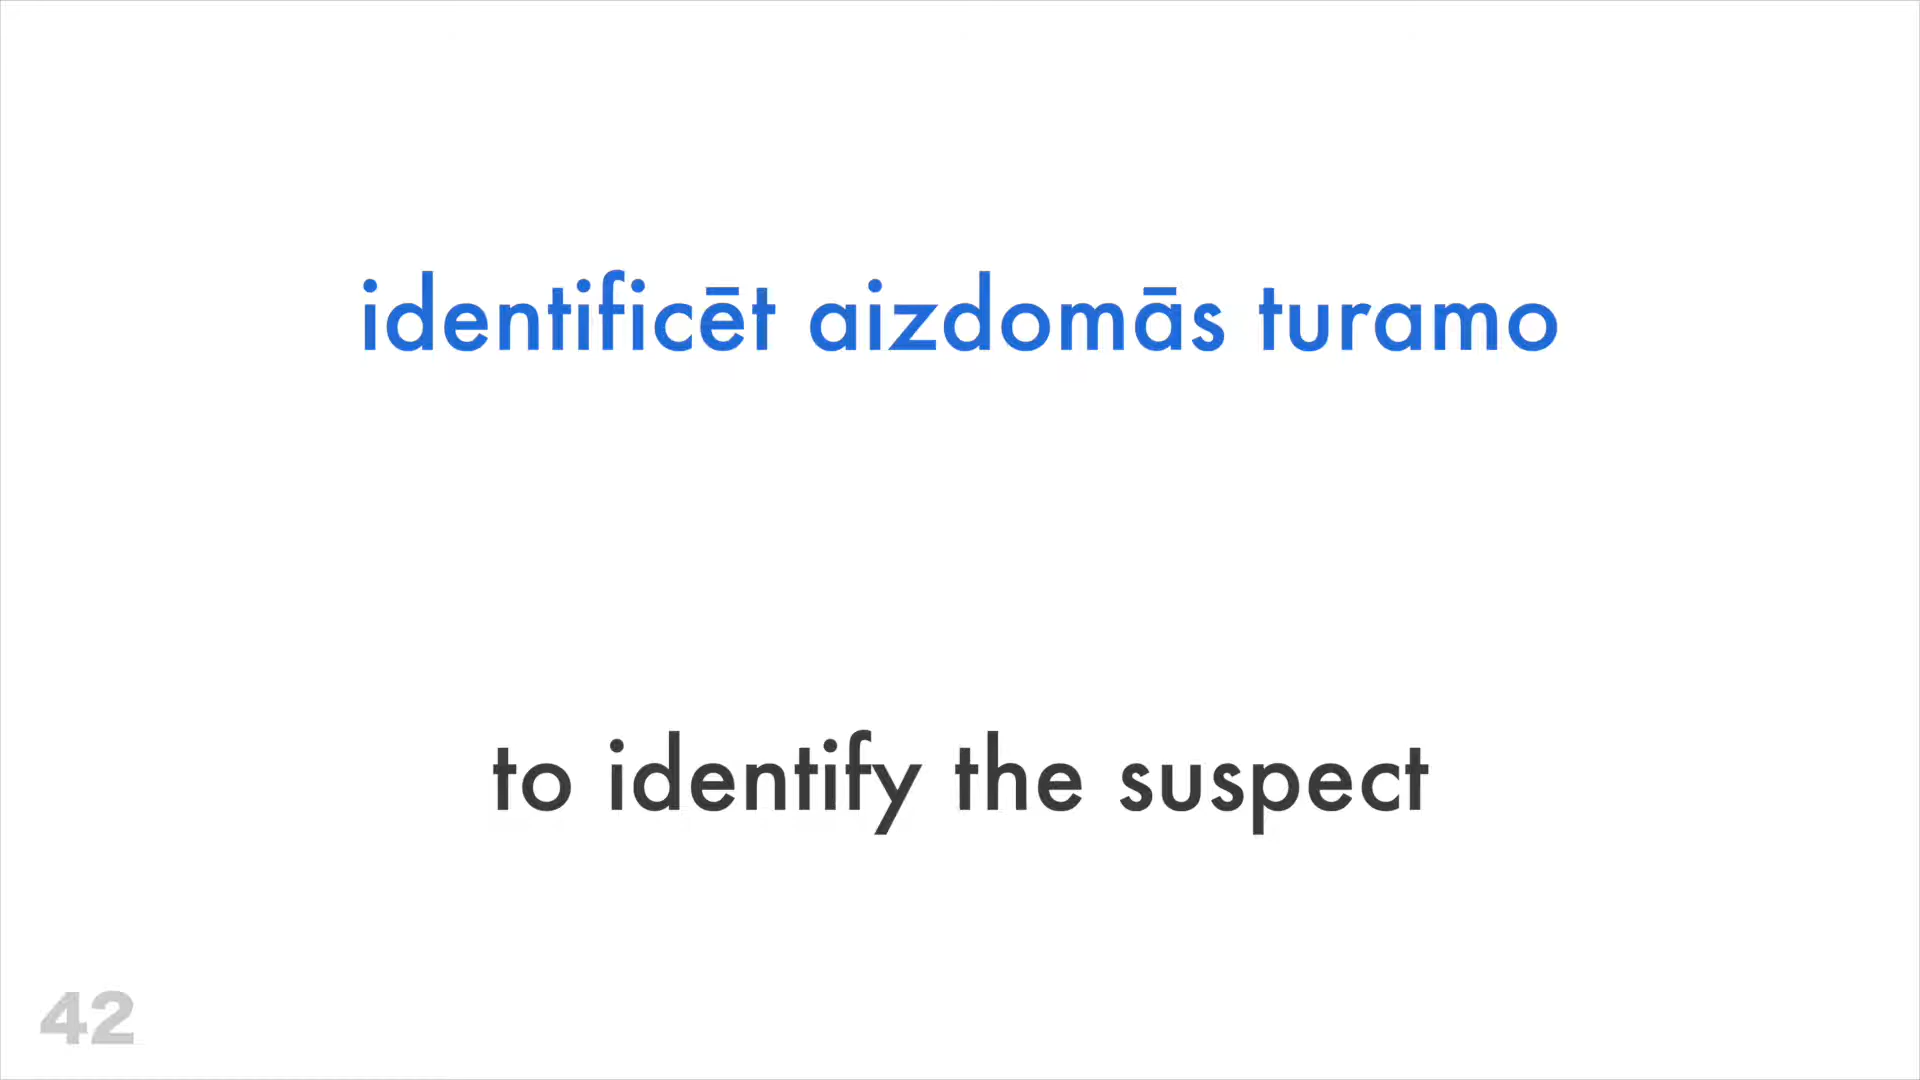 identificēt aizdomās turamo
to identify the suspect
42